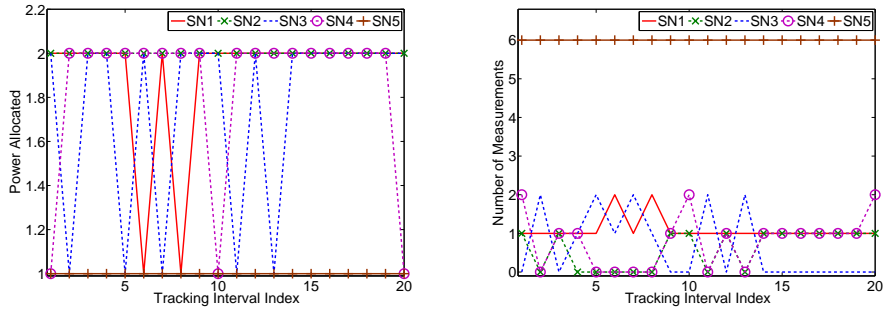 SN1 SN2 SN3 SN4 SN5
2.2
2
1.8
1.6
1.4
1.2
1
5 10 15 20
Power Allocated
Tracking Interval Index
SN1 SN2 SN3 SN4 SN5
6
5
4
3
2
1
0
5 10 15 20
Number of Measurements
Tracking Interval Index